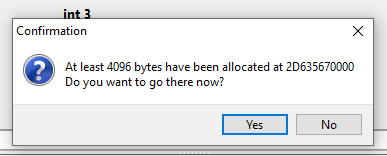 int 3
Confirmation
At least 4096 bytes have been allocated at 2D635670000
Do you want to go there now?
Yes No